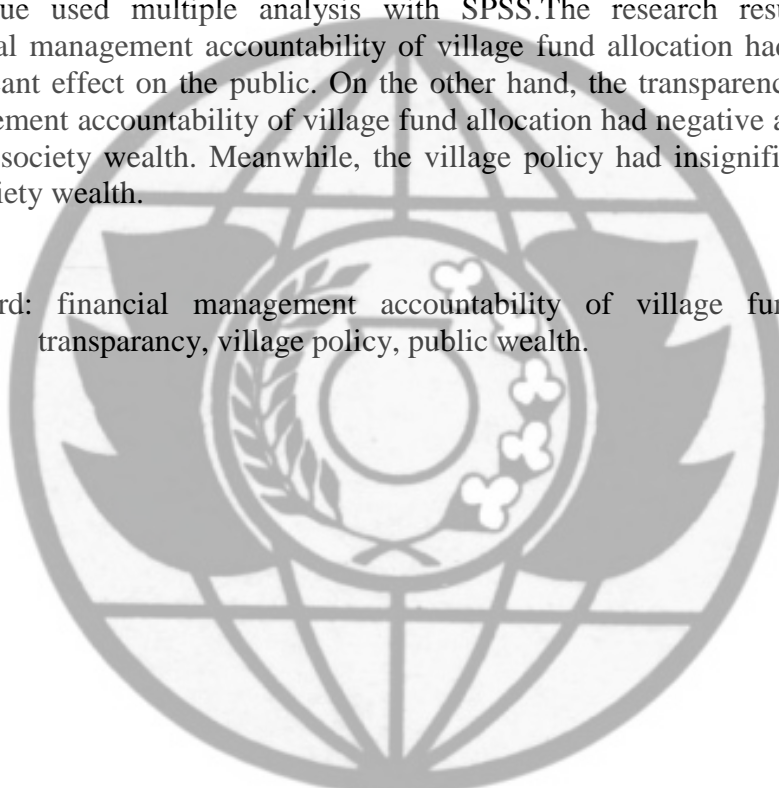 ue used multiple analysis with SPSS.The research resu
al management accountability of village fund allocation had
ant effect on the public. On the other hand, the transparenc
ement accountability of village fund allocation had negative a
society wealth. Meanwhile, the village policy had insignifi
iety wealth.
rd: financial management accountability of village fun
transparancy, village policy, public wealth.